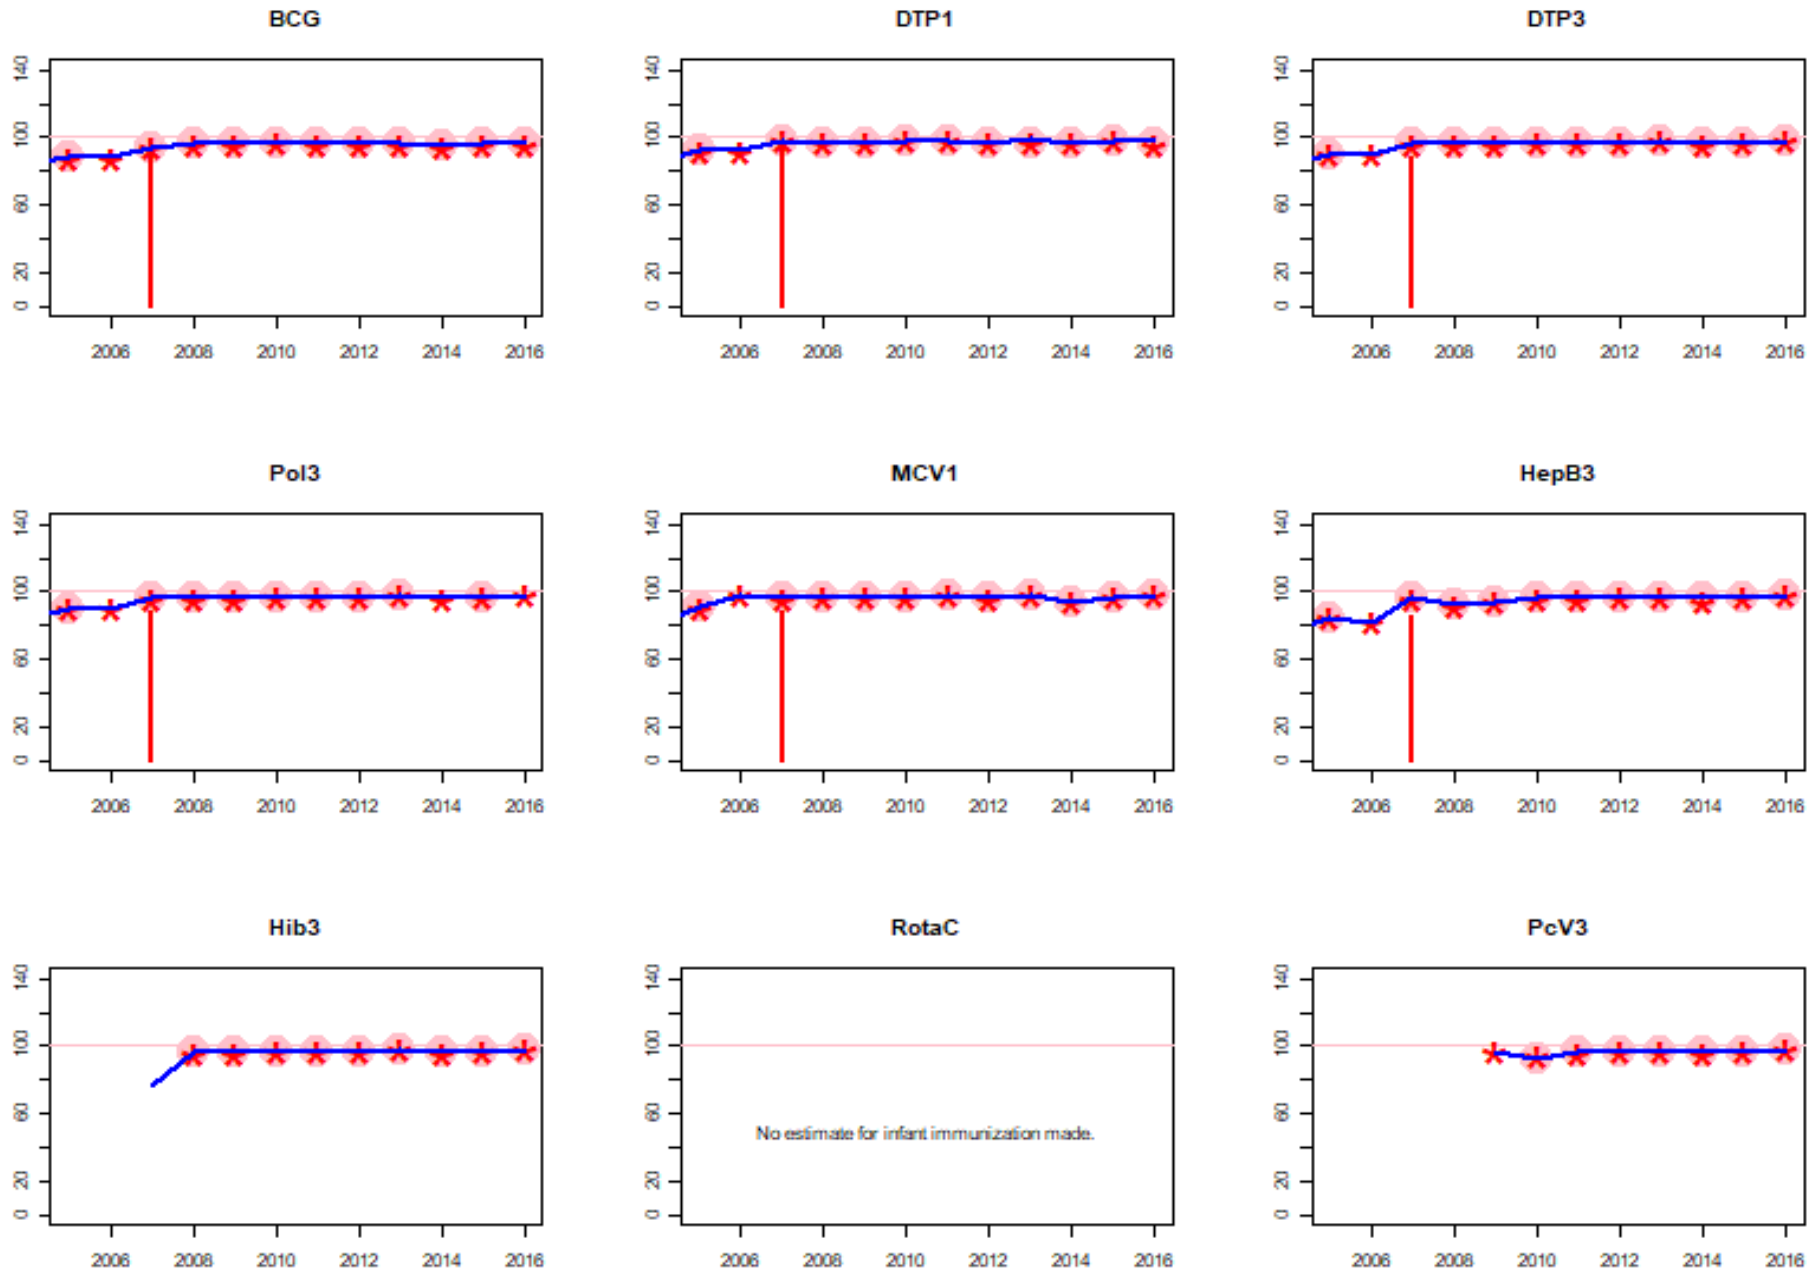 BCG DTP1 DTP3
140 140 140
100 100 100
60 60 60
20 20 20
0 0 0
2006 2008 2010 2012 2014 2016 2006 2008 2010 2012 2014 2016 2006 2008 2010 2012 2014 2016
Pol3 MCV1 HepB3
140 140 140
100 100 100
60 60 60
20 20 20
0 0 0
2006 2008 2010 2012 2014 2016 2006 2008 2010 2012 2014 2016 2006 2008 2010 2012 2014 2016
Hib3 RotaC PcV3
140 140 140
100 100 100
60 60 60
No estimate for infant immunization made.
20 20 20
0 0 0
2006 2008 2010 2012 2014 2016 2006 2008 2010 2012 2014 2016 2006 2008 2010 2012 2014 2016